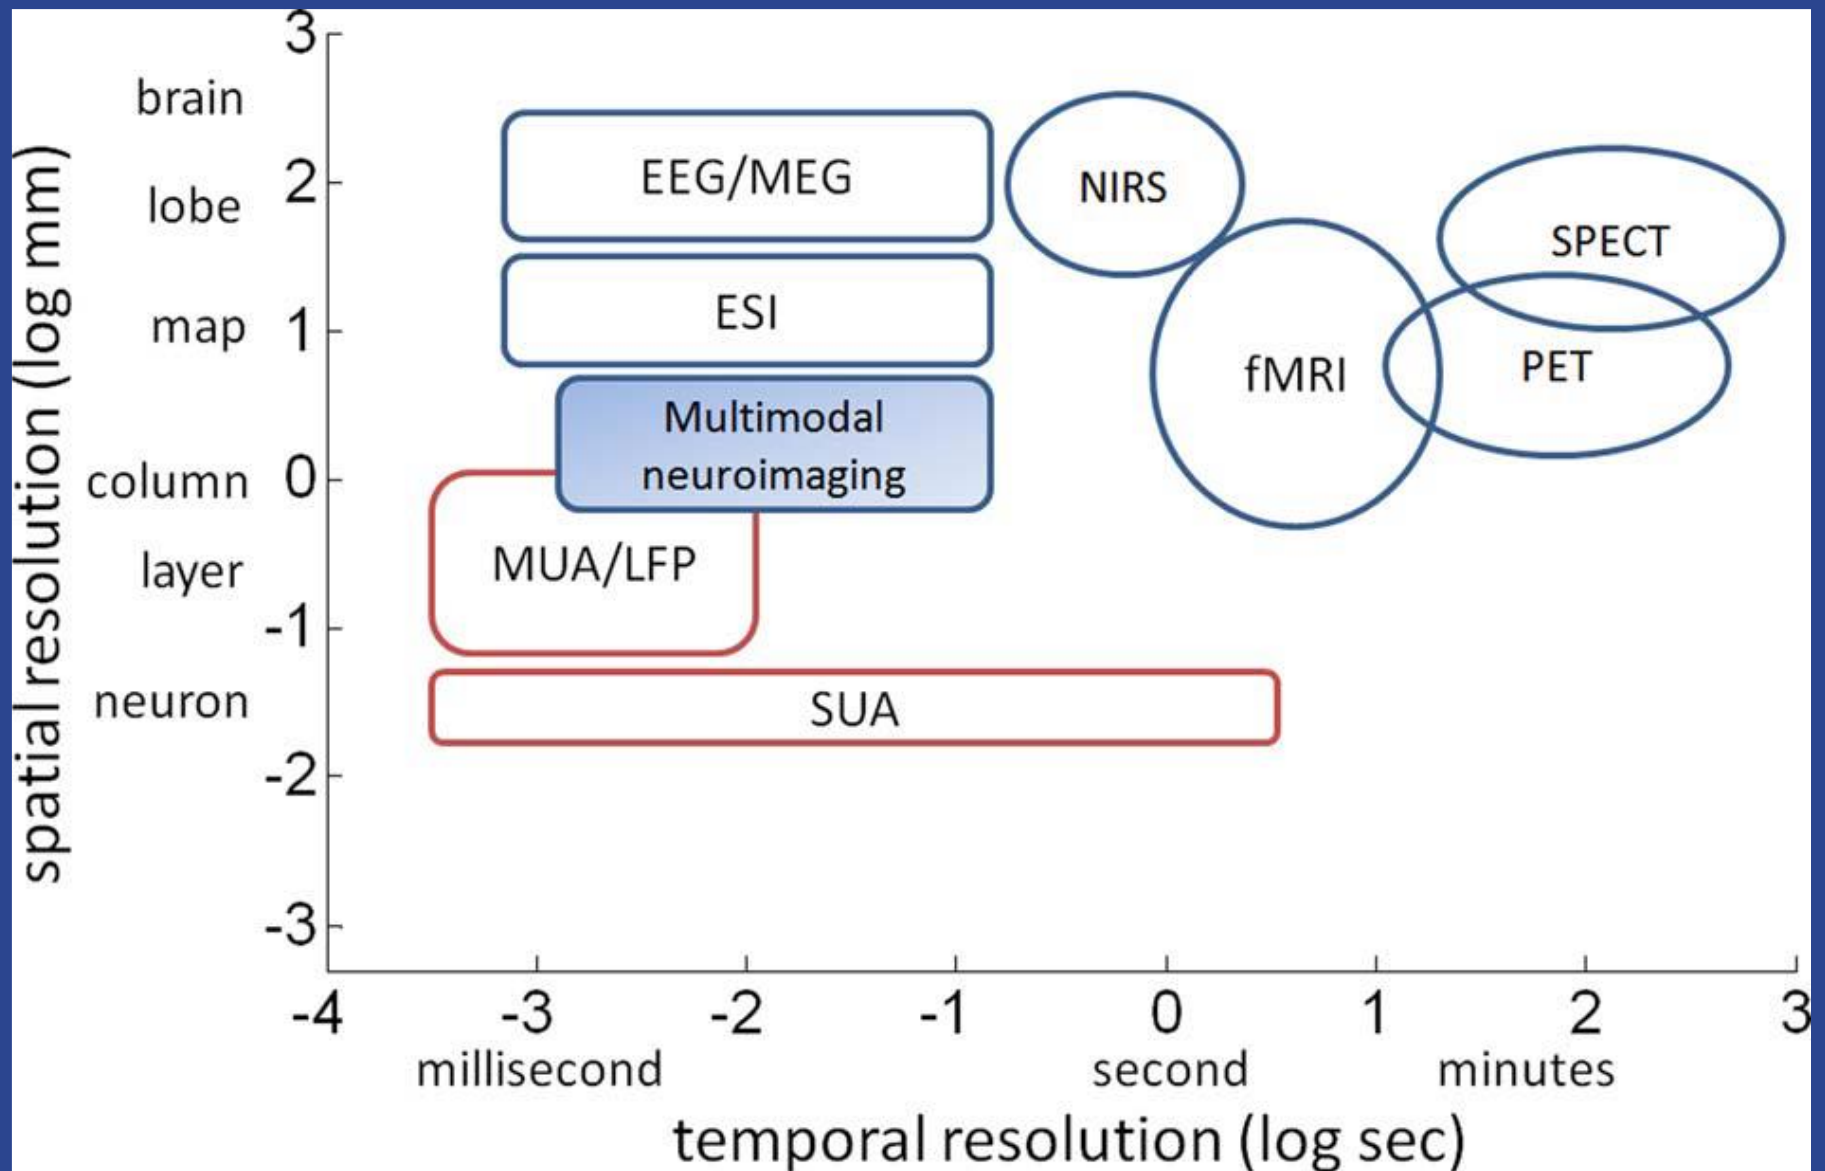 spatial resolution (log mm)
brain
lobe
map
column
layer
neuron
3
2
1
0
-1
-2
-3
EEG/MEG
NIRS
SPECT
ESI
fMRI
PET
Multimodal
neuroimaging
MUA/LFP
SUA
-4 -3 -2 -1 0 1 2 3
millisecond second minutes
temporal resolution (log sec)